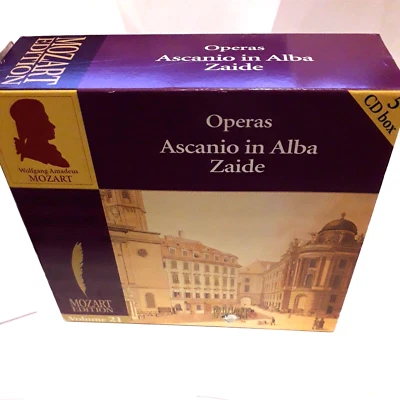 MOZART
EDITION
Operas
Ascanio in Alba
Zaide
5
CD box
Operas
Ascanio in Alba
Zaide
Wolfgang Amadeus
MOZART
MOZART
EDITION
Volume 21